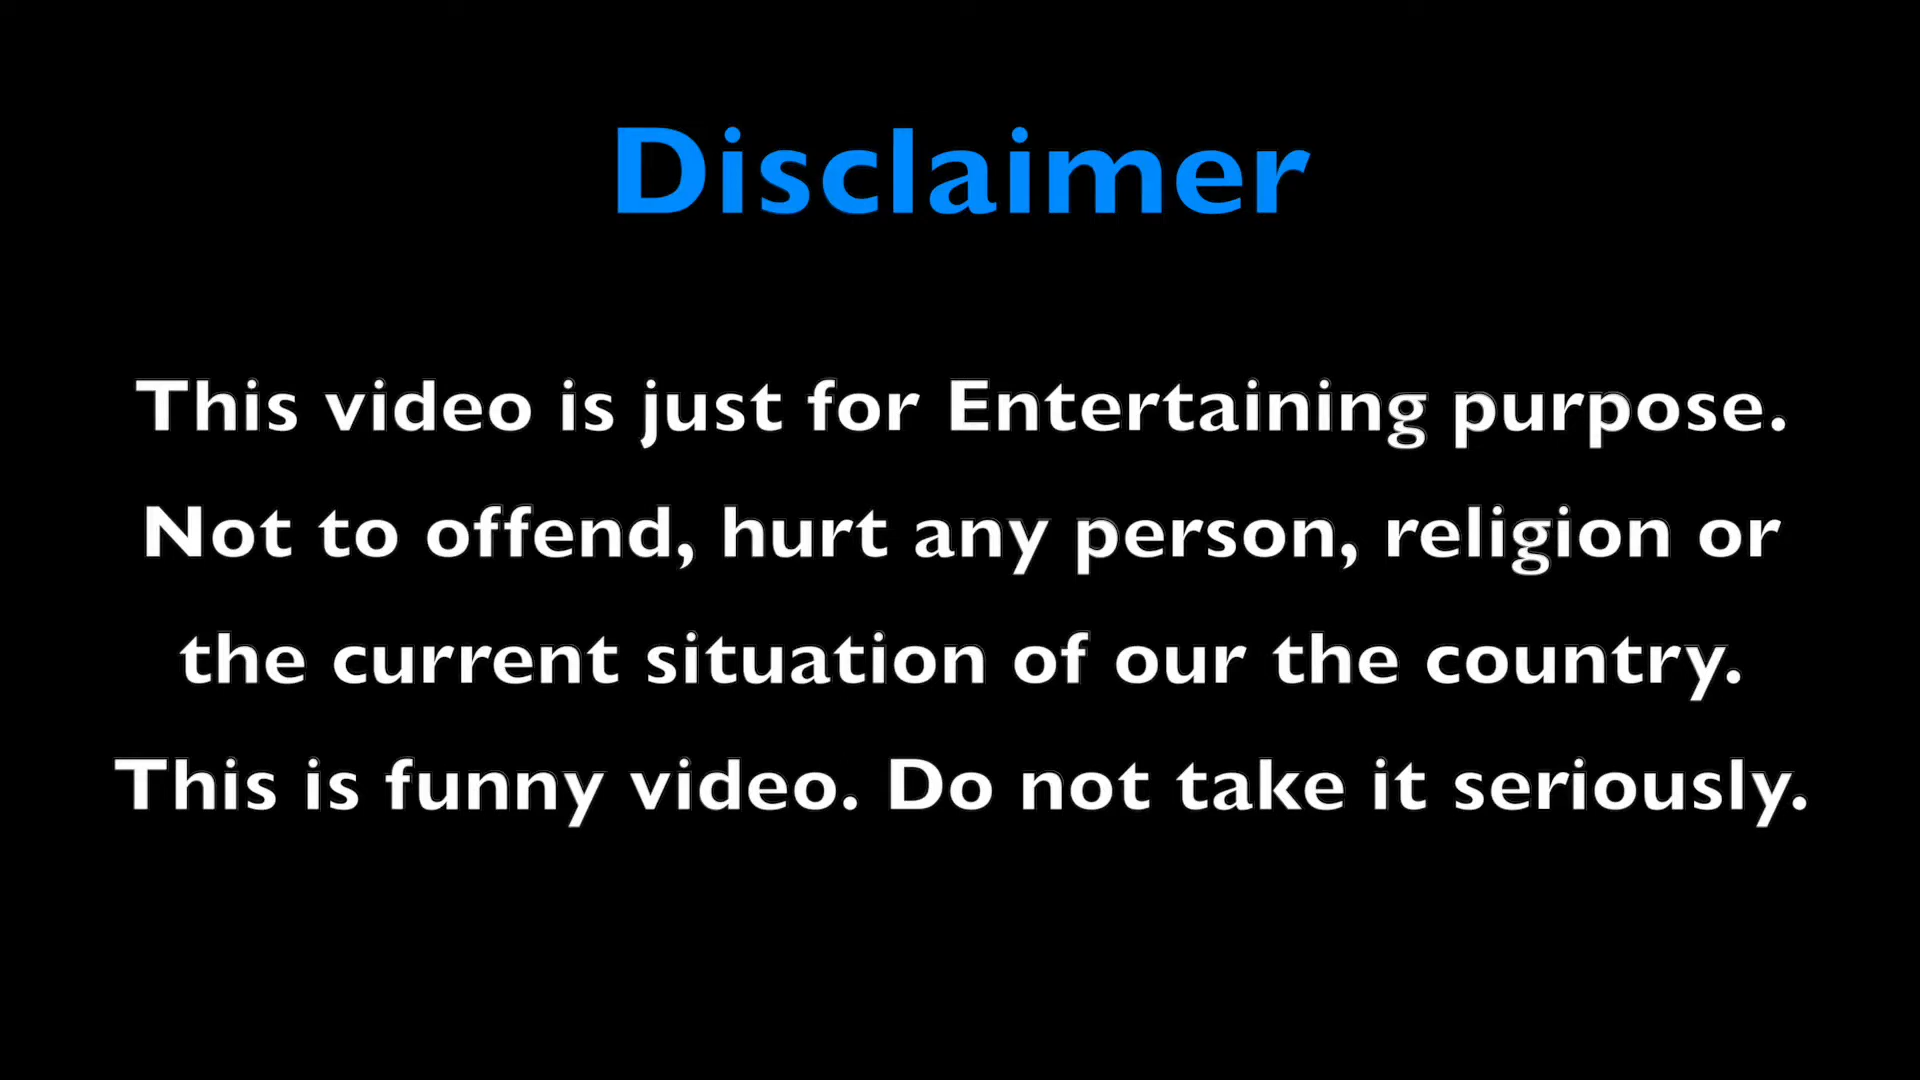 Disclaimer
This video is just for Entertaining purpose.
Not to offend, hurt any person, religion or
the current situation of our the country.
This is funny video. Do not take it seriously.